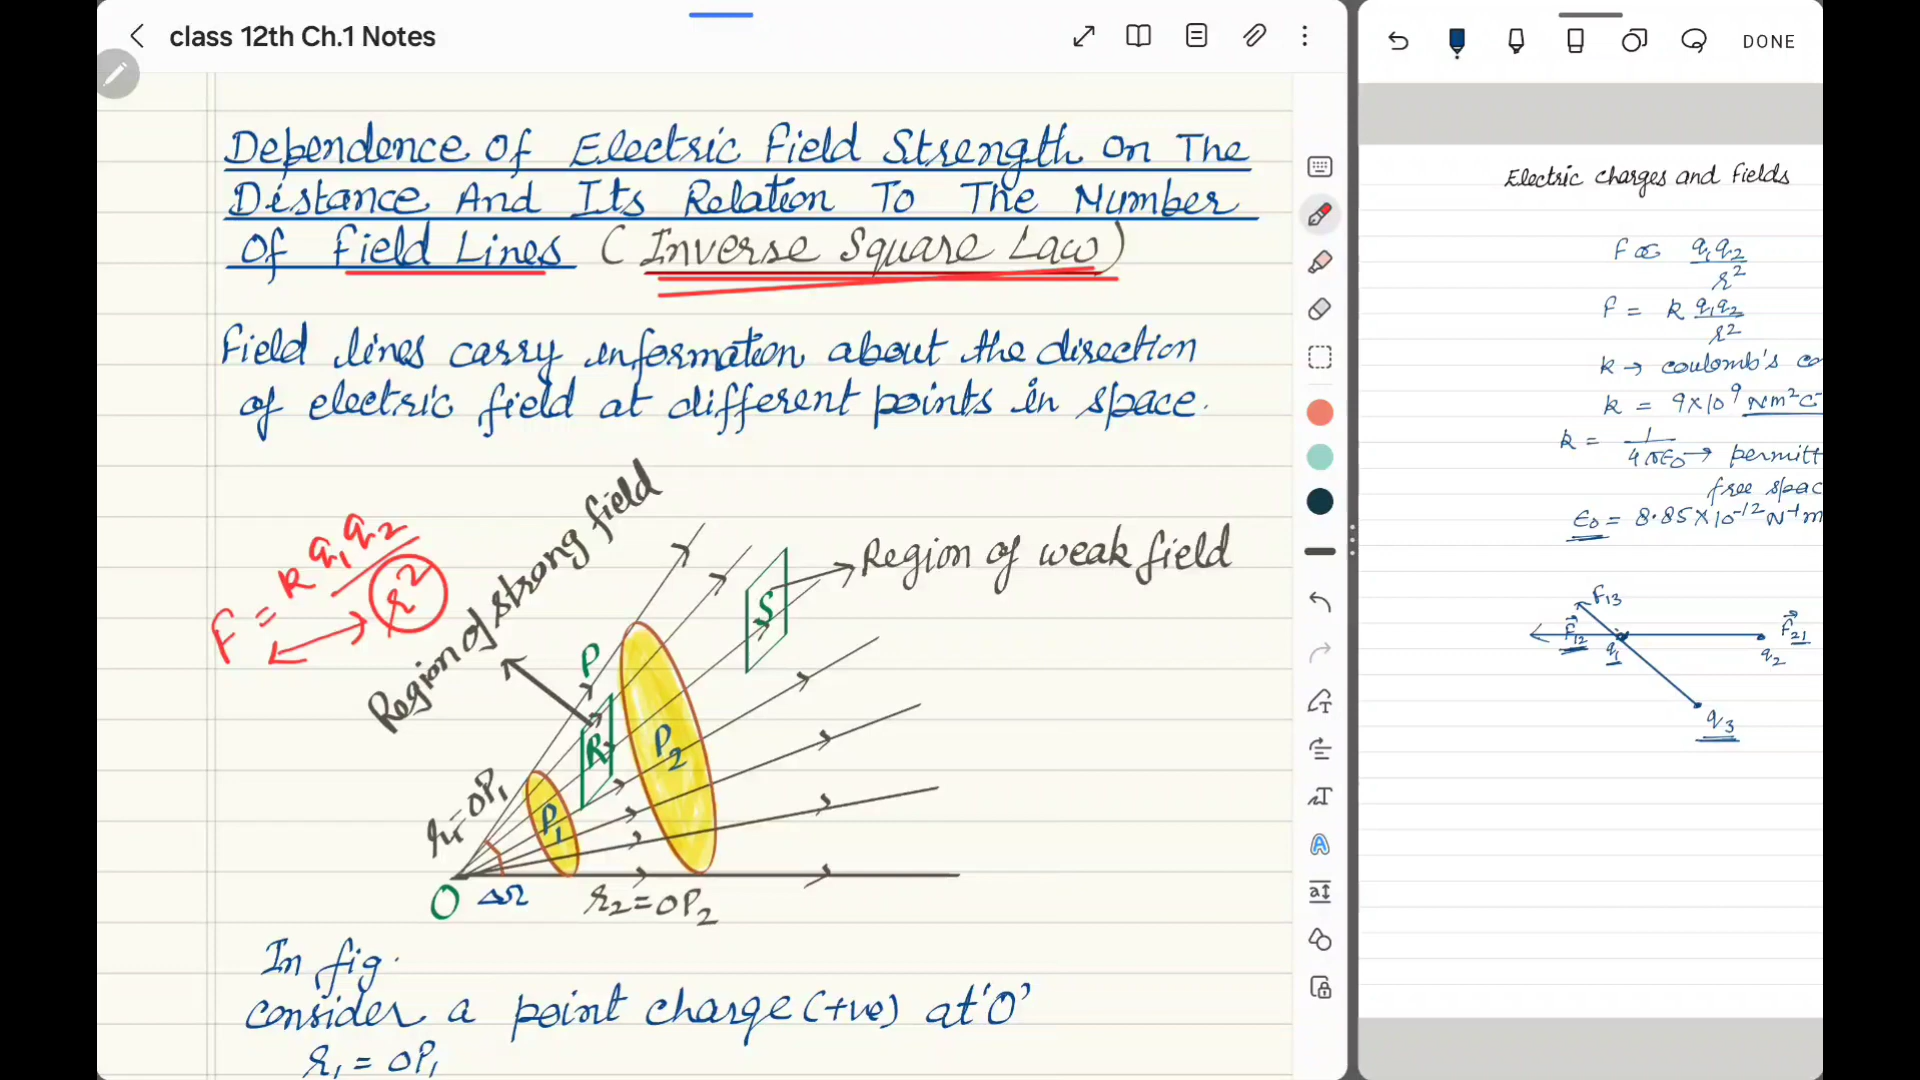 class 12th Ch.1 Notes
Dependence Of Electric Field Strength On The
Distance And Its Relation To The Number
Of Field Lines (Inverse Square Law)
Field lines carry information about the direction
of electric field at different points in space.
F = k q1q2 / r²
Region of strong field
Region of weak field
S
P
R
P2
P1
r1 = OP1
O ΔΩ
r2 = OP2
In fig.
consider a point charge (+ve) at 'O'
r1 = OP1
DONE
Electric charges and fields
F ∝ q1q2 / r²
F = k q1q2 / r²
k → coulomb's co
k = 9×10⁹ Nm²C⁻
k = 1 / 4πε0 → permitt
free spac
ε0 = 8.85×10⁻¹² N⁻¹m
F13
F12
q1
F21
q2
q3